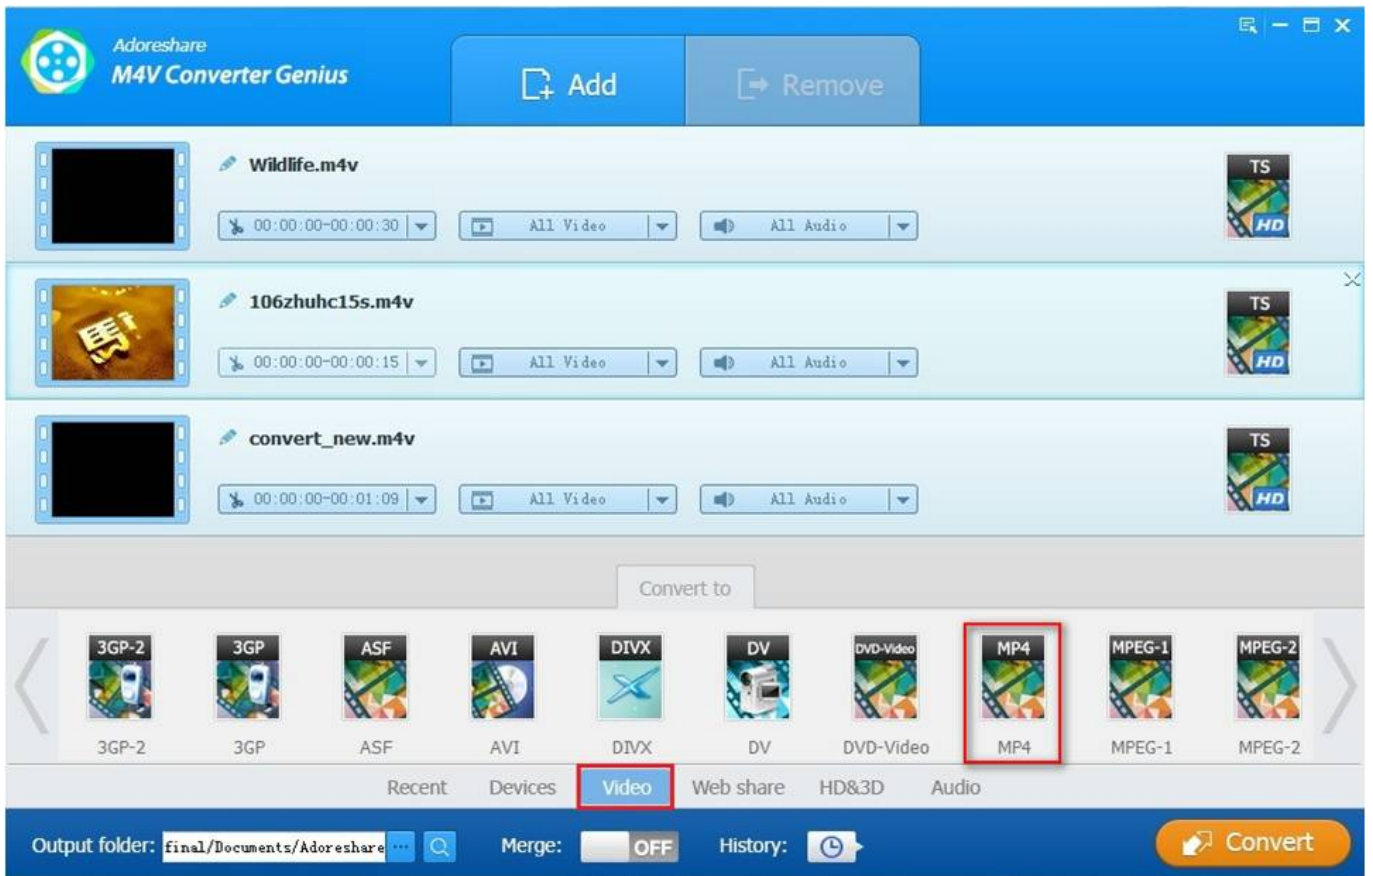 Adoreshare
M4V Converter Genius
Add
Remove
Wildlife.m4v
00:00:00-00:00:30
All Video
All Audio
TS
HD
馬
106zhuhc15s.m4v
00:00:00-00:00:15
All Video
All Audio
TS
HD
convert_new.m4v
00:00:00-00:01:09
All Video
All Audio
TS
HD
Convert to
3GP-2 3GP ASF AVI DIVX DV DVD-Video MP4 MPEG-1 MPEG-2
3GP-2 3GP ASF AVI DIVX DV DVD-Video MP4 MPEG-1 MPEG-2
Recent Devices Video Web share HD&3D Audio
Output folder: final/Documents/Adoreshare ... Merge: OFF History: Convert